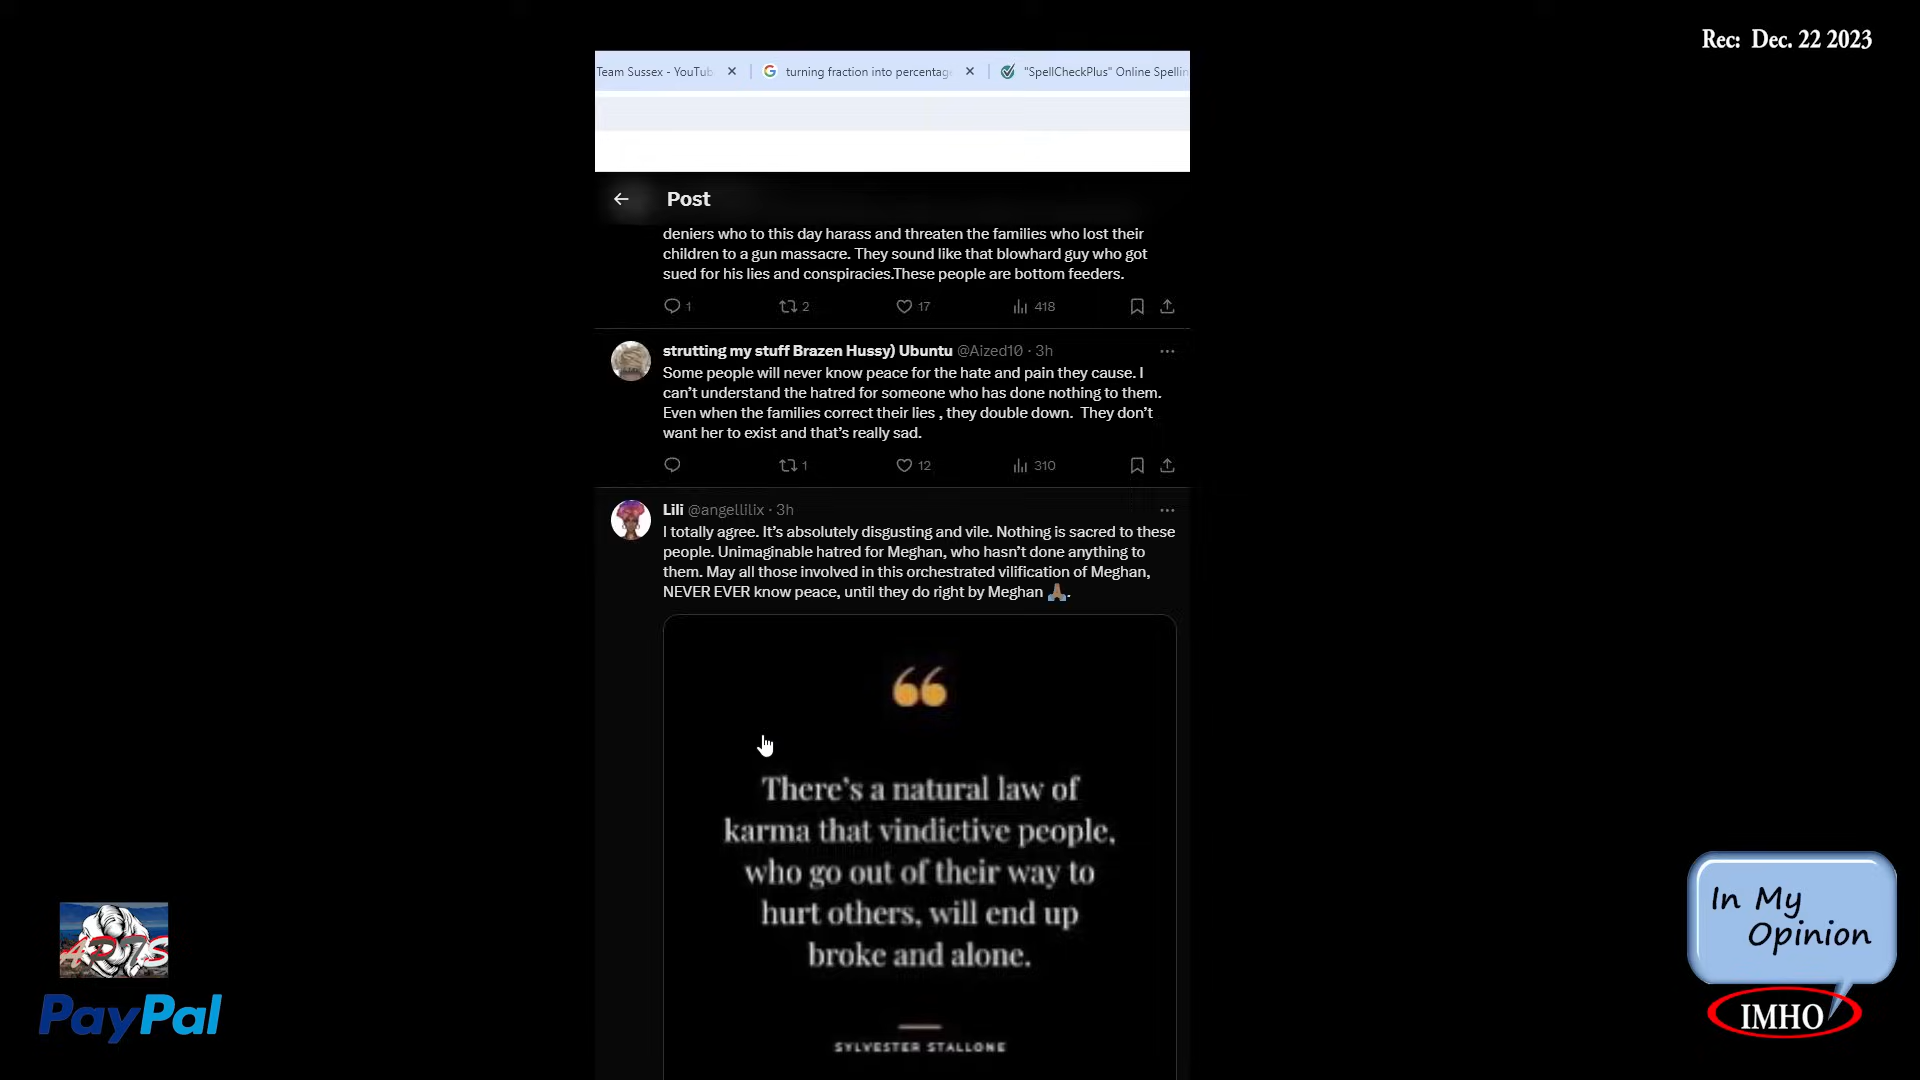 Rec: Dec. 22 2023
Team Sussex - YouTub
turning fraction into percentag
"SpellCheckPlus" Online Spellin
Post
deniers who to this day harass and threaten the families who lost their
children to a gun massacre. They sound like that blowhard guy who got
sued for his lies and conspiracies.These people are bottom feeders.
1 2 17 418
strutting my stuff Brazen Hussy) Ubuntu @Aized10 · 3h
Some people will never know peace for the hate and pain they cause. I
can't understand the hatred for someone who has done nothing to them.
Even when the families correct their lies , they double down. They don't
want her to exist and that's really sad.
1 12 310
Lili @angellilix · 3h
I totally agree. It's absolutely disgusting and vile. Nothing is sacred to these
people. Unimaginable hatred for Meghan, who hasn't done anything to
them. May all those involved in this orchestrated vilification of Meghan,
NEVER EVER know peace, until they do right by Meghan 🙏🏽.
“
There's a natural law of
karma that vindictive people,
who go out of their way to
hurt others, will end up
broke and alone.
SYLVESTER STALLONE
PayPal
In My
Opinion
IMHO